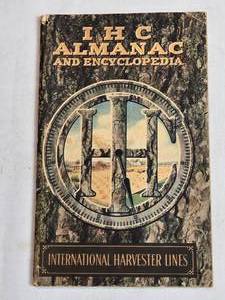 I H C
ALMANAC
AND ENCYCLOPEDIA
IHC
INTERNATIONAL HARVESTER LINES